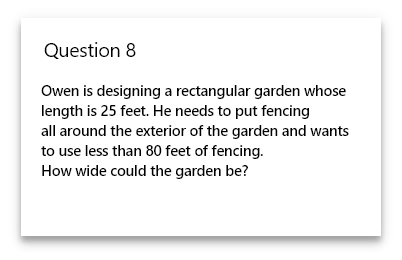 Question 8
Owen is designing a rectangular garden whose
length is 25 feet. He needs to put fencing
all around the exterior of the garden and wants
to use less than 80 feet of fencing.
How wide could the garden be?